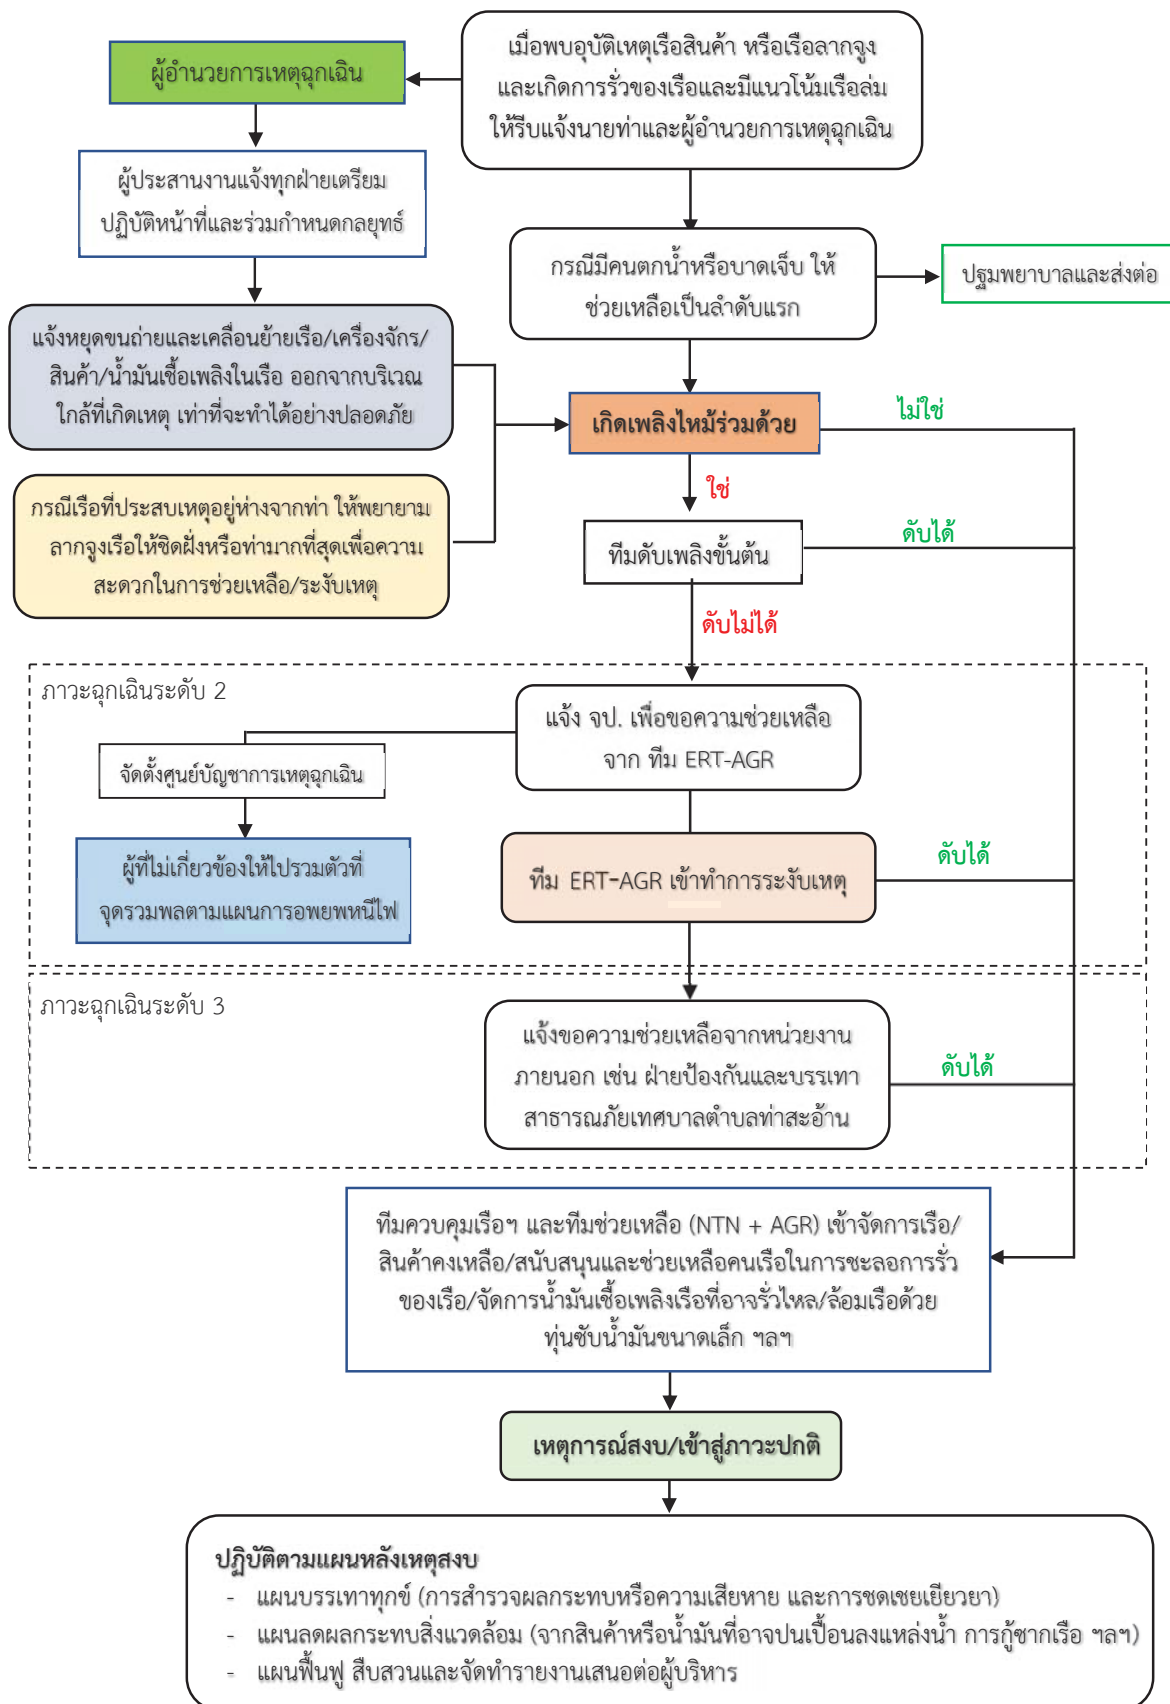 เมื่อพบอุบัติเหตุเรือสินค้า หรือเรือลากจูง
และเกิดการรั่วของเรือและมีแนวโน้มเรือล่ม
ให้รีบแจ้งนายท่าและผู้อำนวยการเหตุฉุกเฉิน
ผู้อำนวยการเหตุฉุกเฉิน
ผู้ประสานงานแจ้งทุกฝ่ายเตรียม
ปฏิบัติหน้าที่และร่วมกำหนดกลยุทธ์
กรณีมีคนตกน้ำหรือบาดเจ็บ ให้
ช่วยเหลือเป็นลำดับแรก
ปฐมพยาบาลและส่งต่อ
แจ้งหยุดขนถ่ายและเคลื่อนย้ายเรือ/เครื่องจักร/
สินค้า/น้ำมันเชื้อเพลิงในเรือ ออกจากบริเวณ
ใกล้ที่เกิดเหตุ เท่าที่จะทำได้อย่างปลอดภัย
เกิดเพลิงไหม้ร่วมด้วย
ไม่ใช่
ใช่
กรณีเรือที่ประสบเหตุอยู่ห่างจากท่า ให้พยายาม
ลากจูงเรือให้ชิดฝั่งหรือท่ามากที่สุดเพื่อความ
สะดวกในการช่วยเหลือ/ระงับเหตุ
ทีมดับเพลิงขั้นต้น
ดับได้
ดับไม่ได้
ภาวะฉุกเฉินระดับ 2
แจ้ง จป. เพื่อขอความช่วยเหลือ
จาก ทีม ERT-AGR
จัดตั้งศูนย์บัญชาการเหตุฉุกเฉิน
ผู้ที่ไม่เกี่ยวข้องให้ไปรวมตัวที่
จุดรวมพลตามแผนการอพยพหนีไฟ
ทีม ERT-AGR เข้าทำการระงับเหตุ
ดับได้
ภาวะฉุกเฉินระดับ 3
แจ้งขอความช่วยเหลือจากหน่วยงาน
ภายนอก เช่น ฝ่ายป้องกันและบรรเทา
สาธารณภัยเทศบาลตำบลท่าสะอ้าน
ดับได้
ทีมควบคุมเรือฯ และทีมช่วยเหลือ (NTN + AGR) เข้าจัดการเรือ/
สินค้าคงเหลือ/สนับสนุนและช่วยเหลือคนเรือในการชะลอการรั่ว
ของเรือ/จัดการน้ำมันเชื้อเพลิงเรือที่อาจรั่วไหล/ล้อมเรือด้วย
ทุ่นซับน้ำมันขนาดเล็ก ฯลฯ
เหตุการณ์สงบ/เข้าสู่ภาวะปกติ
ปฏิบัติตามแผนหลังเหตุสงบ
- แผนบรรเทาทุกข์ (การสำรวจผลกระทบหรือความเสียหาย และการชดเชยเยียวยา)
- แผนลดผลกระทบสิ่งแวดล้อม (จากสินค้าหรือน้ำมันที่อาจปนเปื้อนลงแหล่งน้ำ การกู้ซากเรือ ฯลฯ)
- แผนฟื้นฟู สืบสวนและจัดทำรายงานเสนอต่อผู้บริหาร